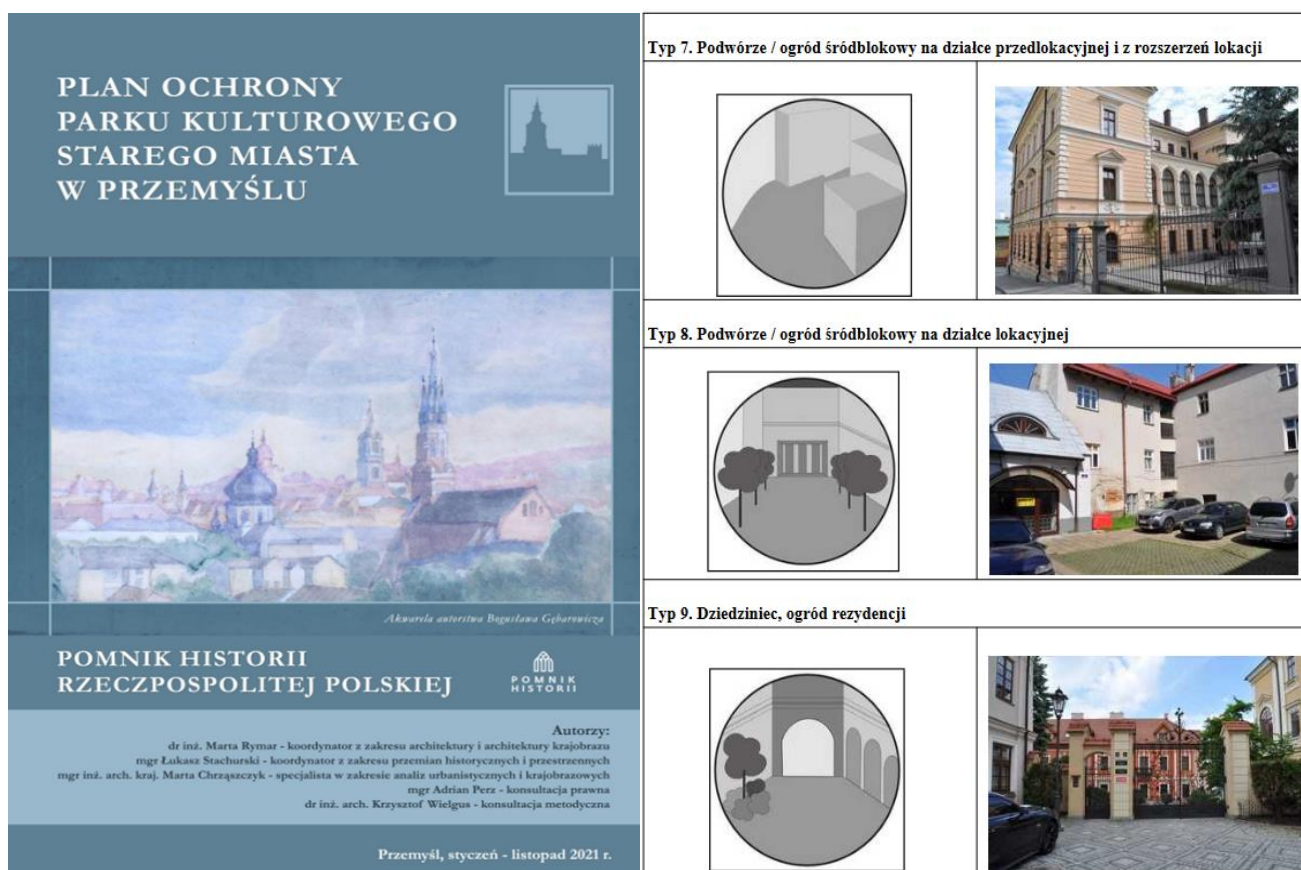 PLAN OCHRONY
PARKU KULTUROWEGO
STAREGO MIASTA
W PRZEMYŚLU
Akwarela autorstwa Bogusława Gębarowicza
POMNIK HISTORII
RZECZPOSPOLITEJ POLSKIEJ
POMNIK
HISTORII
Autorzy:
dr inż. Marta Rymar - koordynator z zakresu architektury i architektury krajobrazu
mgr Łukasz Stachurski - koordynator z zakresu przemian historycznych i przestrzennych
mgr inż. arch. kraj. Marta Chrząszczyk - specjalista w zakresie analiz urbanistycznych i krajobrazowych
mgr Adrian Perz - konsultacja prawna
dr inż. arch. Krzysztof Wielgus - konsultacja metodyczna
Przemyśl, styczeń - listopad 2021 r.
Typ 7. Podwórze / ogród śródblokowy na działce przedlokacyjnej i z rozszerzeń lokacji
Typ 8. Podwórze / ogród śródblokowy na działce lokacyjnej
Typ 9. Dziedziniec, ogród rezydencji